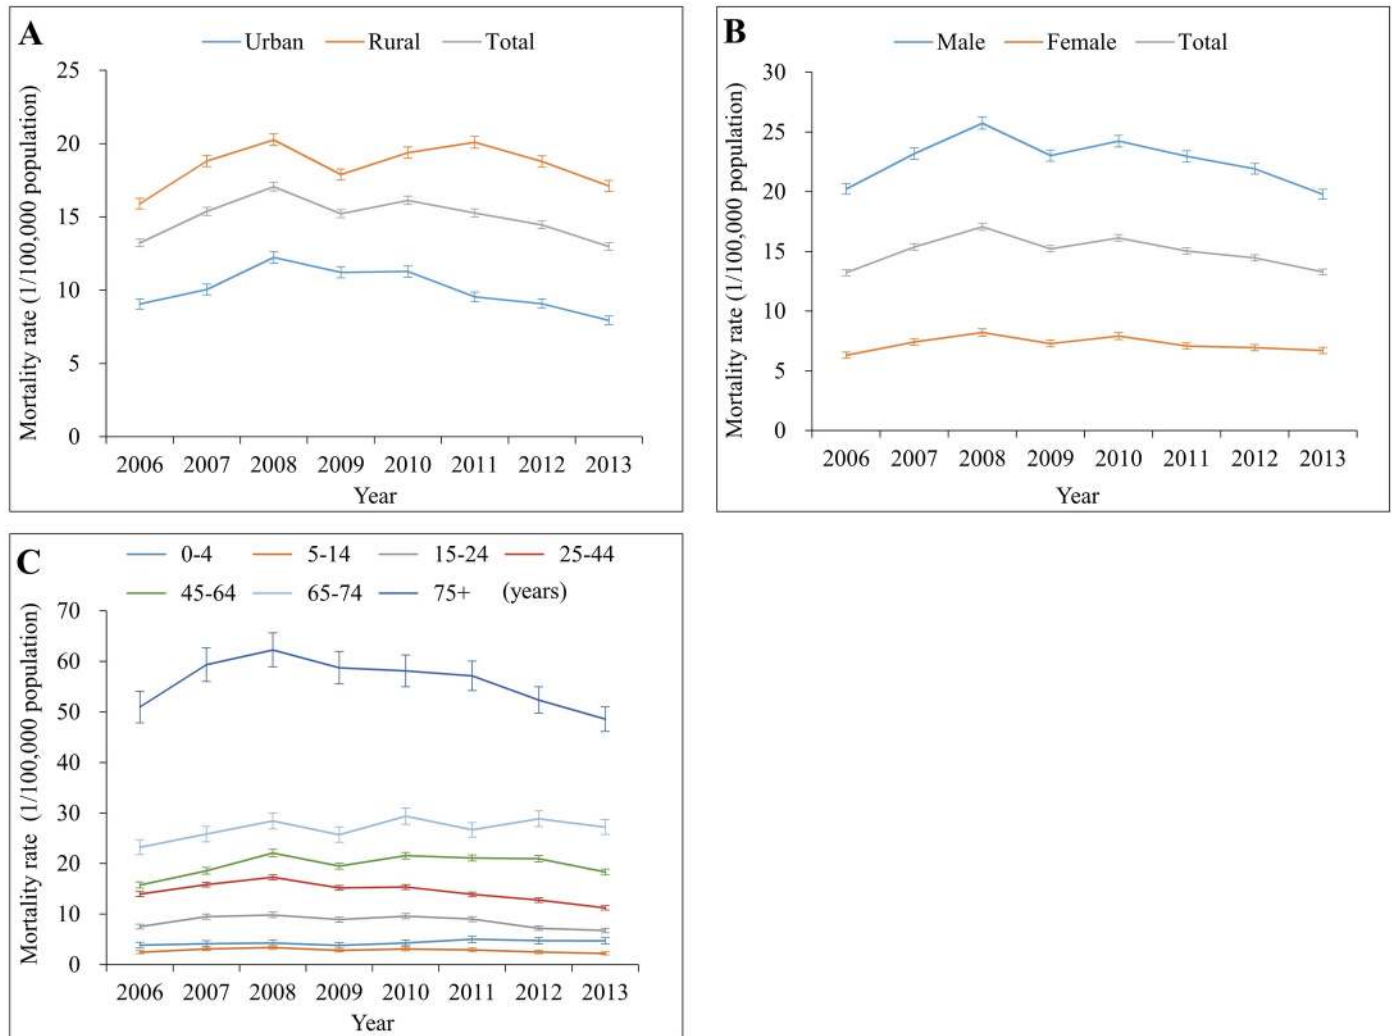 A
Urban Rural Total
Mortality rate (1/100,000 population)
25
20
15
10
5
0
2006 2007 2008 2009 2010 2011 2012 2013
Year
B
Male Female Total
Mortality rate (1/100,000 population)
30
25
20
15
10
5
0
2006 2007 2008 2009 2010 2011 2012 2013
Year
C
0-4 5-14 15-24 25-44
45-64 65-74 75+ (years)
Mortality rate (1/100,000 population)
70
60
50
40
30
20
10
0
2006 2007 2008 2009 2010 2011 2012 2013
Year